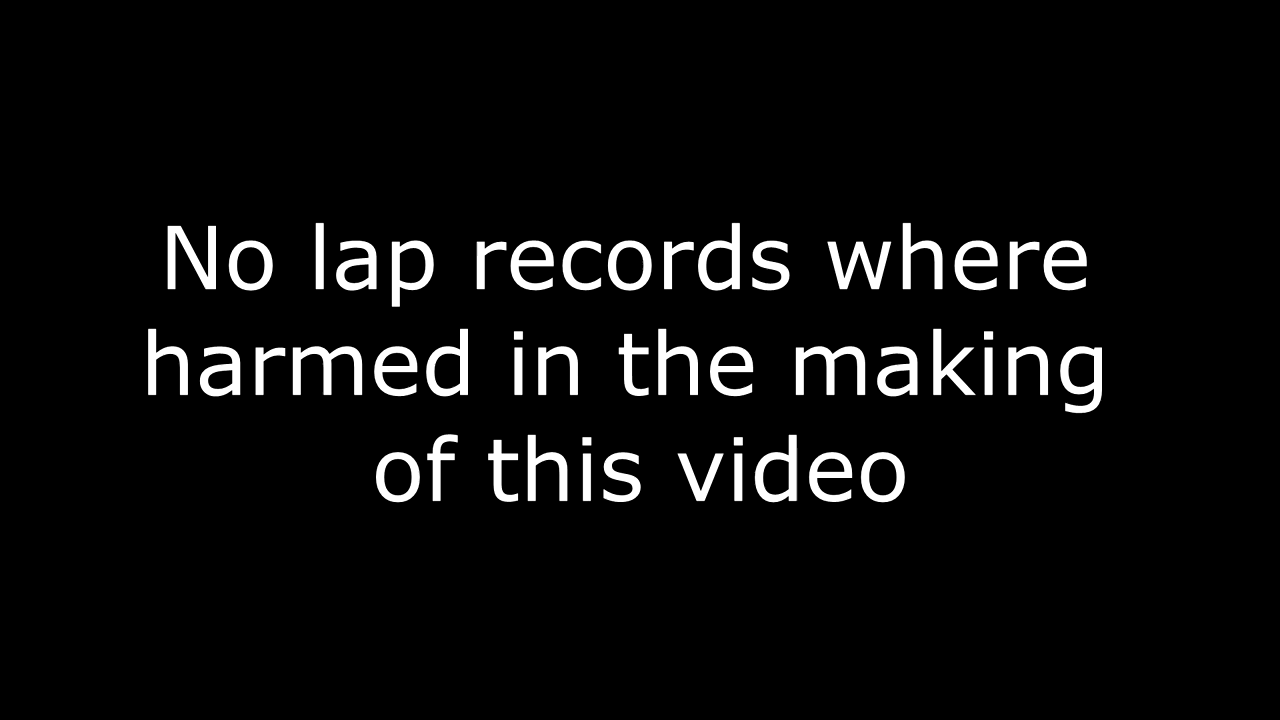 No lap records where
harmed in the making
of this video